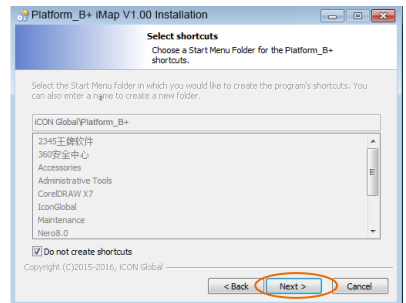 Platform_B+ iMap V1.00 Installation
Select shortcuts
Choose a Start Menu Folder for the Platform_B+
shortcuts.
Select the Start Menu folder in which you would like to create the program's shortcuts. You
can also enter a name to create a new folder.
iCON Global\Platform_B+
2345王牌软件
360安全中心
Accessories
Administrative Tools
CorelDRAW X7
IconGlobal
Maintenance
Nero8.0
Do not create shortcuts
Copyright (C)2015-2016, iCON Global
< Back Next > Cancel